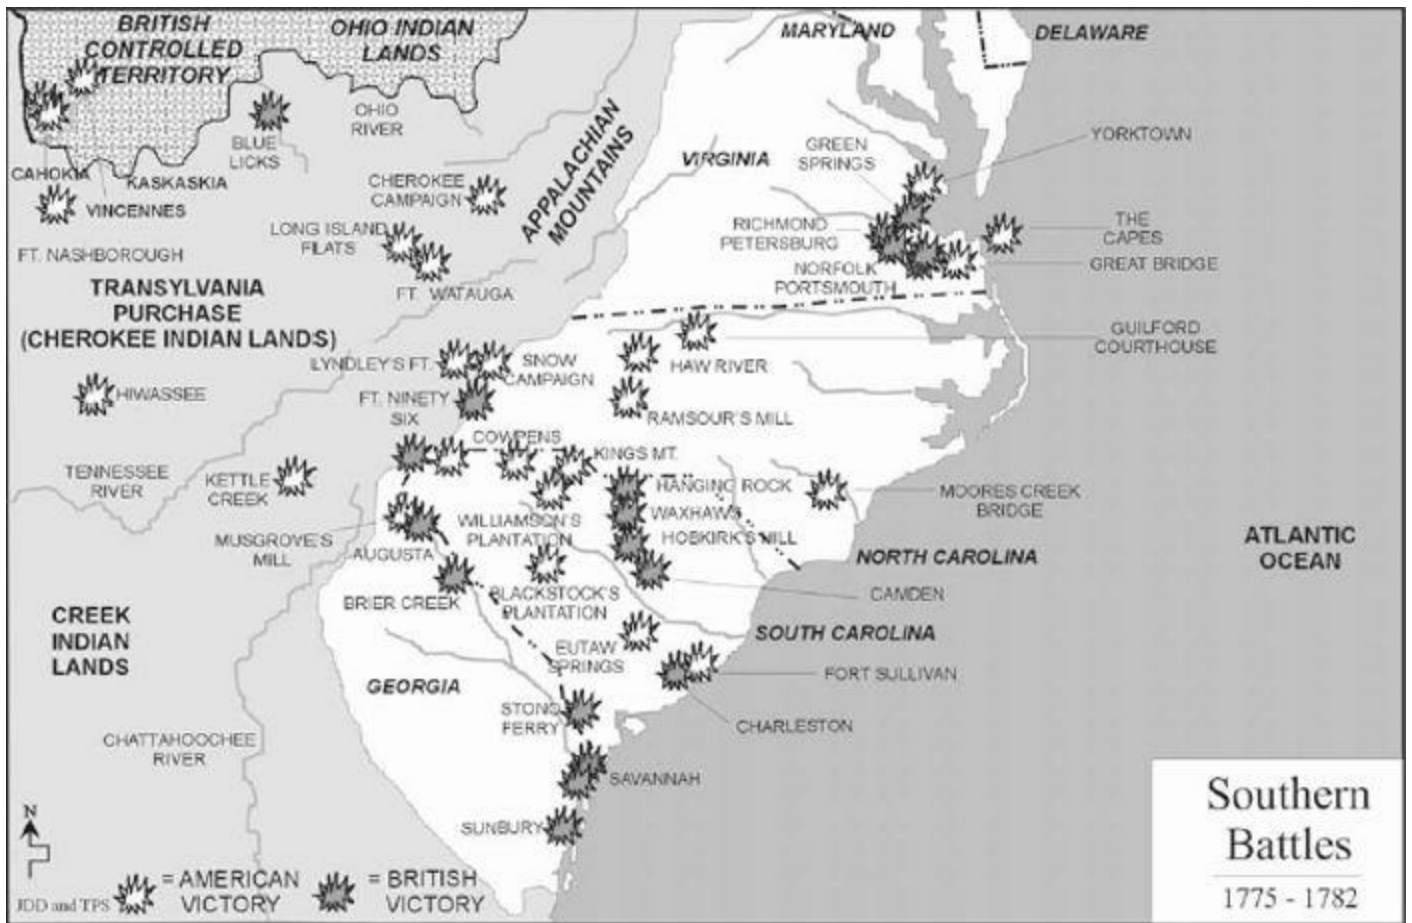 BRITISH
CONTROLLED
TERRITORY
OHIO INDIAN
LANDS
MARYLAND
DELAWARE
OHIO
RIVER
BLUE
LICKS
APPALACHIAN
MOUNTAINS
VIRGINIA
GREEN
SPRINGS
YORKTOWN
CAHOKIA
KASKASKIA
VINCENNES
CHEROKEE
CAMPAIGN
LONG ISLAND
FLATS
RICHMOND
PETERSBURG
THE
CAPES
FT. NASHBOROUGH
FT. WATAUGA
NORFOLK
PORTSMOUTH
GREAT BRIDGE
TRANSYLVANIA
PURCHASE
(CHEROKEE INDIAN LANDS)
GUILFORD
COURTHOUSE
LYNDLEY'S FT.
SNOW
CAMPAIGN
HAW RIVER
HIWASSEE
FT. NINETY
SIX
RAMSOUR'S MILL
COWPENS
KINGS MT.
TENNESSEE
RIVER
KETTLE
CREEK
HANGING ROCK
MOORES CREEK
BRIDGE
WAXHAWS
MUSGROVE'S
MILL
AUGUSTA
WILLIAMSON'S
PLANTATION
HOBKIRK'S MILL
NORTH CAROLINA
ATLANTIC
OCEAN
BRIER CREEK
BLACKSTOCK'S
PLANTATION
CAMDEN
CREEK
INDIAN
LANDS
EUTAW
SPRINGS
SOUTH CAROLINA
FORT SULLIVAN
GEORGIA
STONO
FERRY
CHARLESTON
CHATTAHOOCHEE
RIVER
SAVANNAH
SUNBURY
N
= AMERICAN
VICTORY
= BRITISH
VICTORY
JDD and TPS
Southern
Battles
1775 - 1782